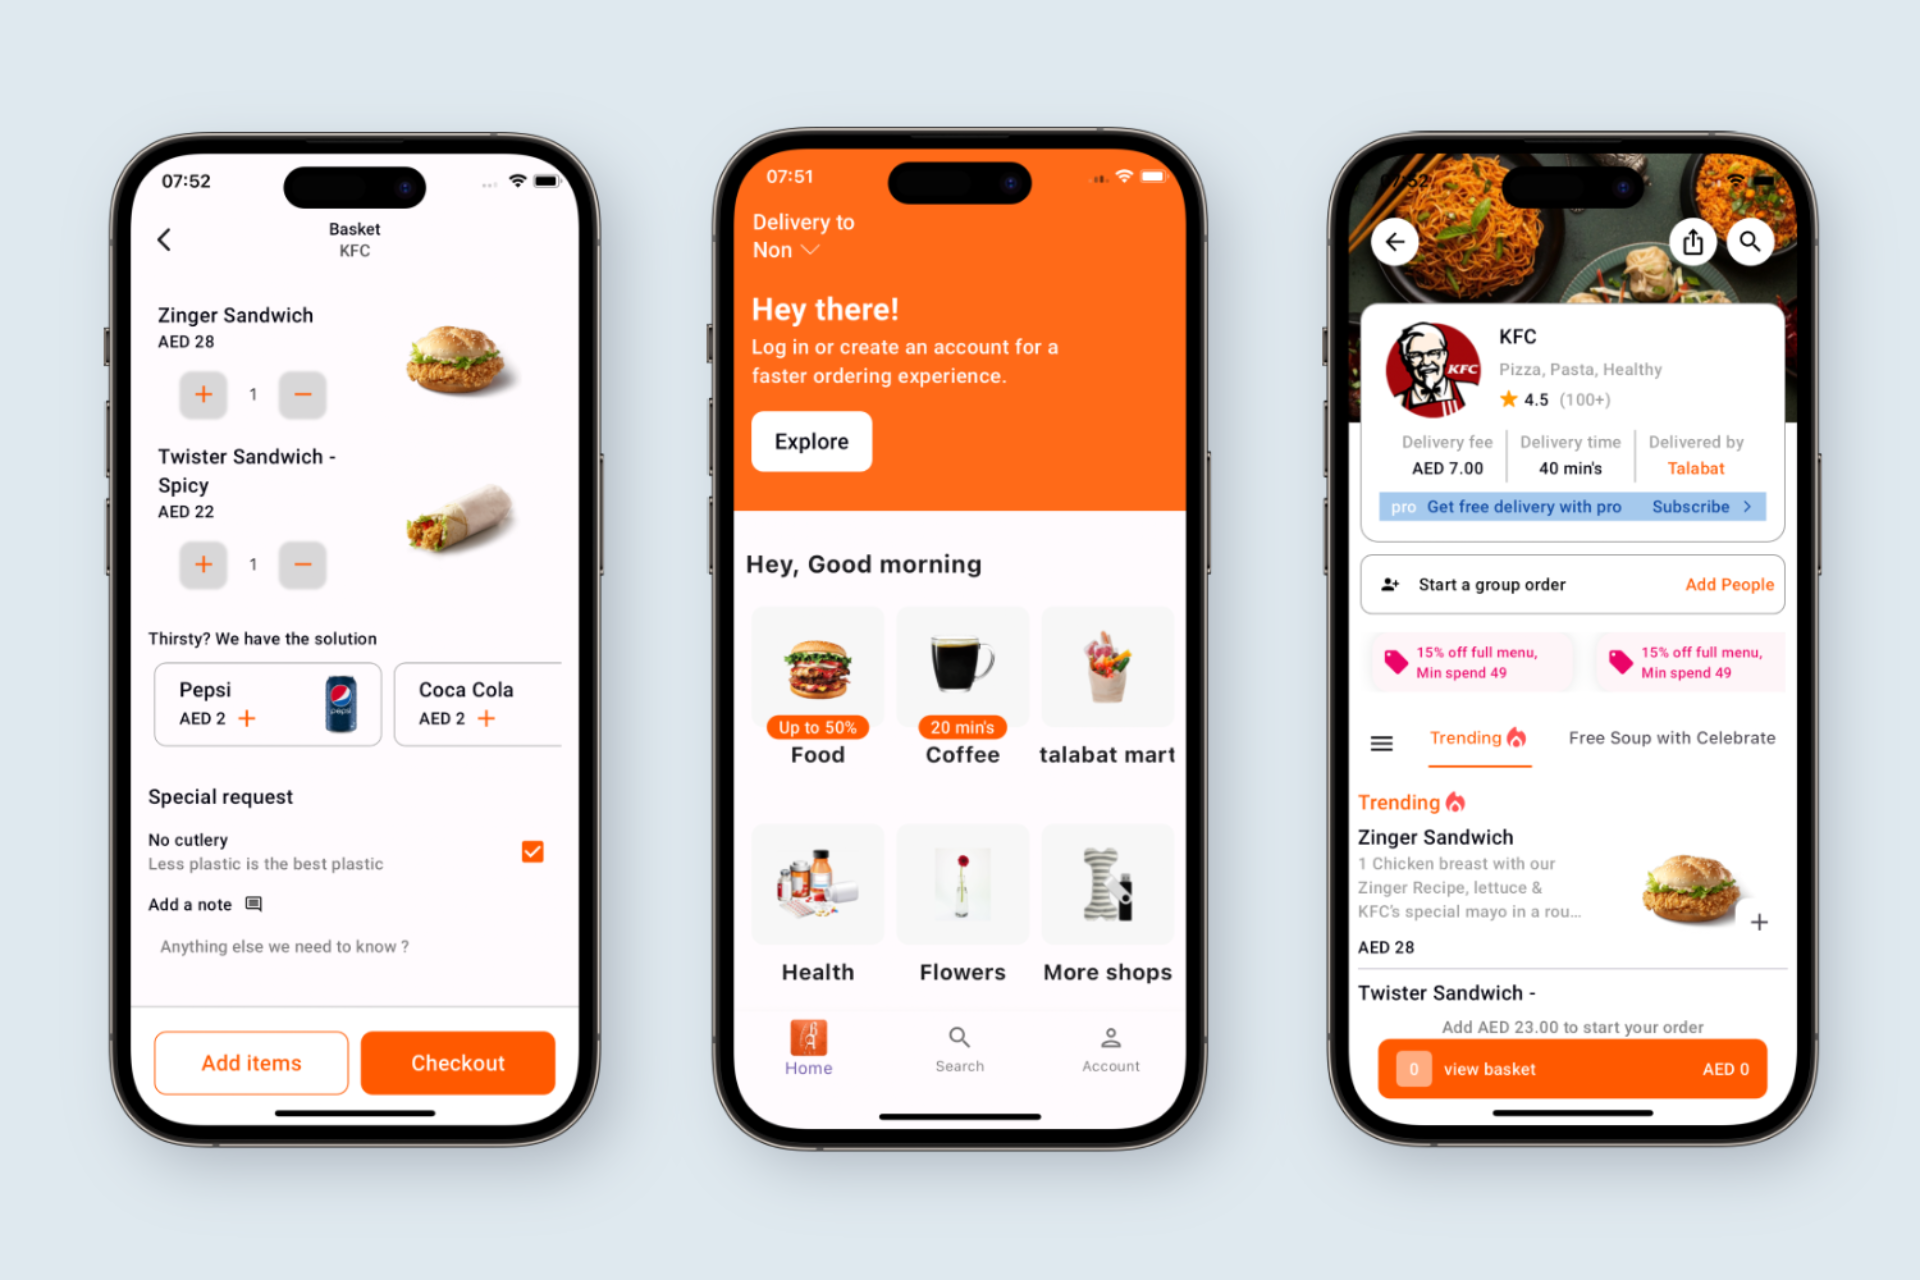 07:52
Basket
KFC
Zinger Sandwich
AED 28
+ 1 −
Twister Sandwich -
Spicy
AED 22
+ 1 −
Thirsty? We have the solution
Pepsi
AED 2 +
pepsi
Coca Cola
AED 2 +
Special request
No cutlery
Less plastic is the best plastic
Add a note
Anything else we need to know ?
Add items
Checkout
07:51
Delivery to
Non
Hey there!
Log in or create an account for a
faster ordering experience.
Explore
Hey, Good morning
Up to 50%
Food
20 min's
Coffee
talabat mart
Health
Flowers
More shops
Home
Search
Account
07:52
KFC
KFC
Pizza, Pasta, Healthy
4.5 (100+)
Delivery fee
AED 7.00
Delivery time
40 min's
Delivered by
Talabat
pro Get free delivery with pro Subscribe >
Start a group order
Add People
15% off full menu,
Min spend 49
15% off full menu,
Min spend 49
Trending
Free Soup with Celebrate
Trending
Zinger Sandwich
1 Chicken breast with our
Zinger Recipe, lettuce &
KFC's special mayo in a rou...
AED 28
+
Twister Sandwich -
Add AED 23.00 to start your order
0 view basket AED 0